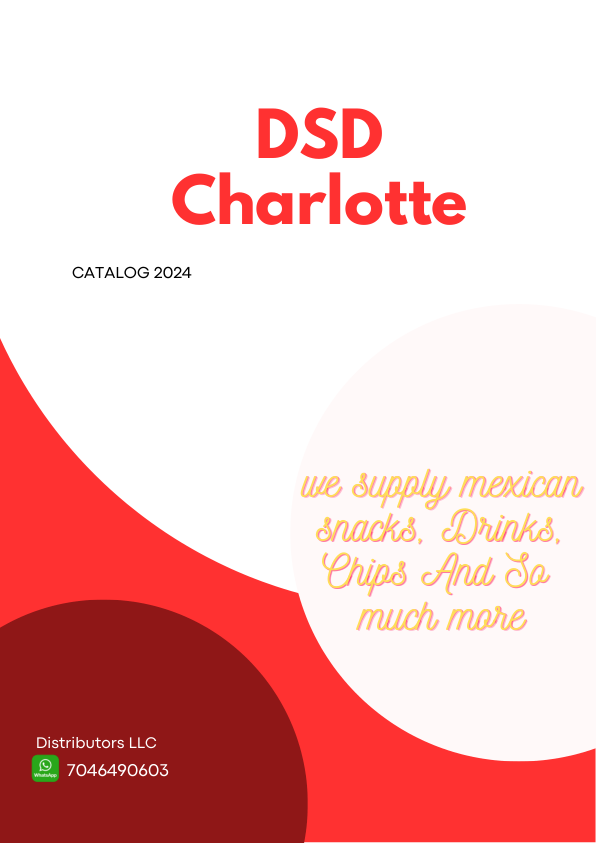 DSD
Charlotte
CATALOG 2024
we supply mexican
snacks, Drinks,
Chips And So
much more
Distributors LLC
WhatsApp
7046490603